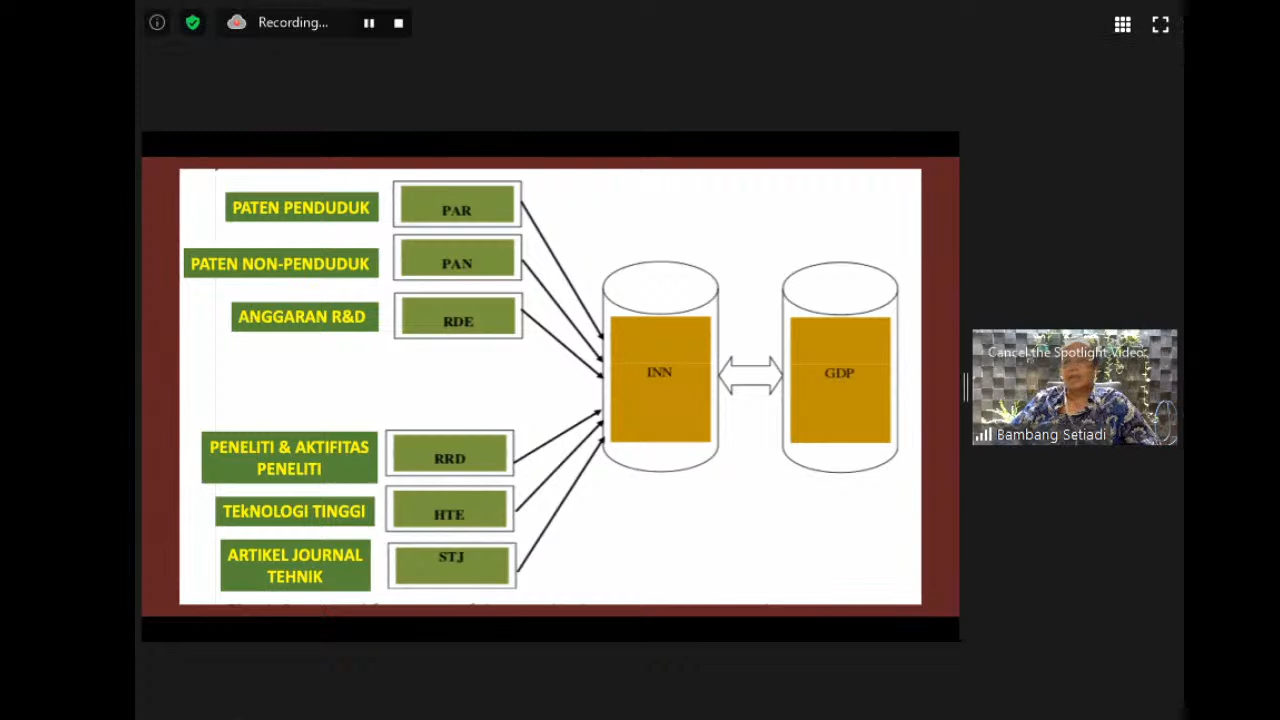 Recording...
PATEN PENDUDUK
PAR
PATEN NON-PENDUDUK
PAN
ANGGARAN R&D
RDE
INN
GDP
PENELITI & AKTIFITAS
PENELITI
RRD
TEkNOLOGI TINGGI
HTE
ARTIKEL JOURNAL
TEHNIK
STJ
Cancel the Spotlight Video
Bambang Setiadi